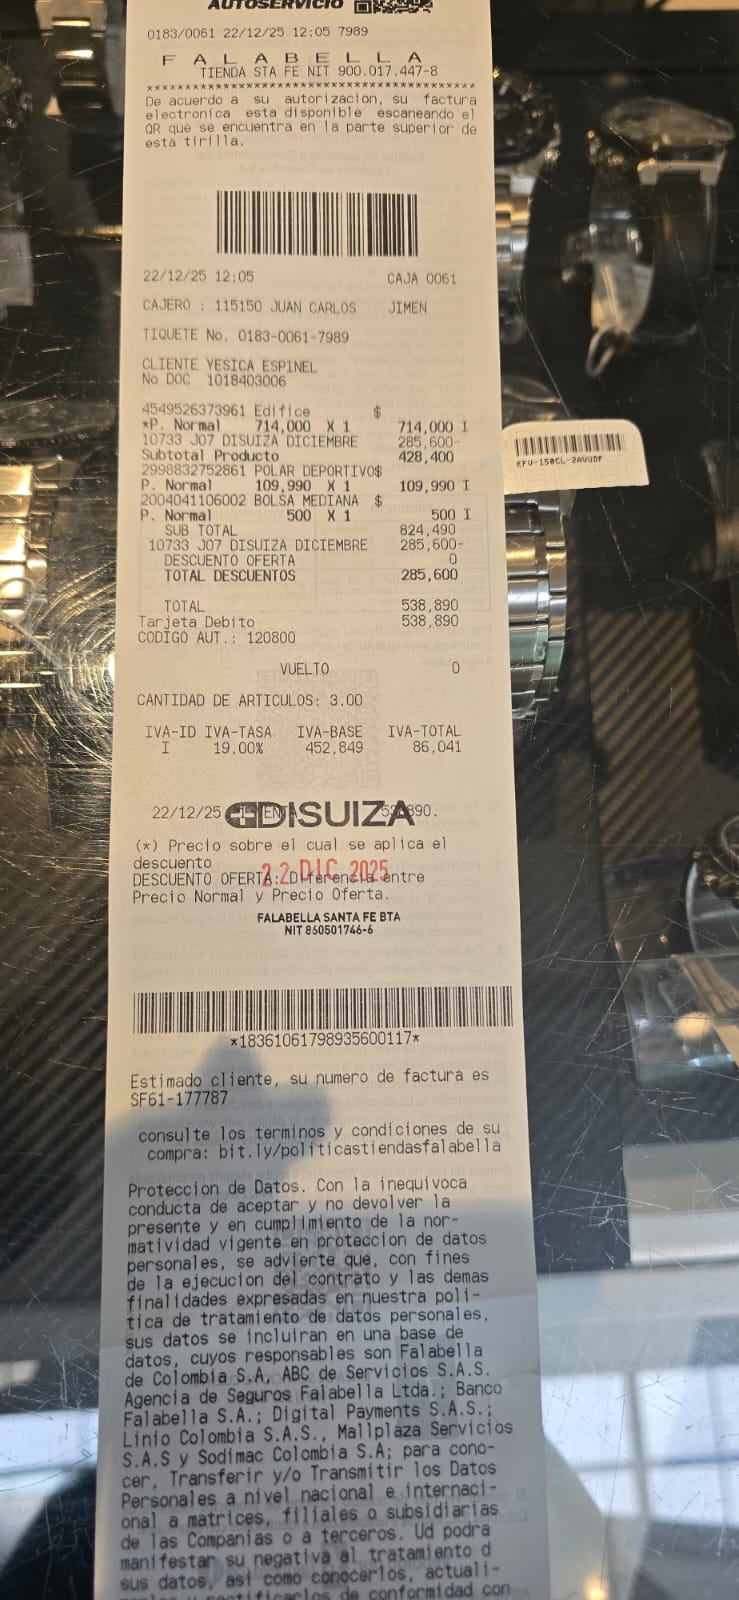 AUTOSERVICIO
0183/0061 22/12/25 12:05 7989
F A L A B E L L A
TIENDA STA FE NIT 900.017.447-8
************************************************
De acuerdo a su autorizacion, su factura
electronica esta disponible escaneando el
QR que se encuentra en la parte superior de
esta tirilla.
22/12/25 12:05 CAJA 0061
CAJERO : 115150 JUAN CARLOS JIMEN
TIQUETE No. 0183-0061-7989
CLIENTE YESICA ESPINEL
No DOC 1018403006
4549526373961 Edifice $
*P. Normal 714,000 X 1 714,000 I
10733 J07 DISUIZA DICIEMBRE 285,600-
Subtotal Producto 428,400
2998832752861 POLAR DEPORTIVO$
P. Normal 109,990 X 1 109,990 I
2004041106002 BOLSA MEDIANA $
P. Normal 500 X 1 500 I
SUB TOTAL 824,490
10733 J07 DISUIZA DICIEMBRE 285,600-
DESCUENTO OFERTA 0
TOTAL DESCUENTOS 285,600
TOTAL 538,890
Tarjeta Debito 538,890
CODIGO AUT.: 120800
VUELTO 0
CANTIDAD DE ARTICULOS: 3.00
IVA-ID IVA-TASA IVA-BASE IVA-TOTAL
I 19.00% 452,849 86,041
22/12/25 DISUIZA
(*) Precio sobre el cual se aplica el
descuento
22 DIC 2025
DESCUENTO OFERTA: Diferencia entre
Precio Normal y Precio Oferta.
FALABELLA SANTA FE BTA
NIT 860501746-6
*18361061798935600117*
Estimado cliente, su numero de factura es
SF61-177787
consulte los terminos y condiciones de su
compra: bit.ly/politicastiendasfalabella
Proteccion de Datos. Con la inequivoca
conducta de aceptar y no devolver la
presente y en cumplimiento de la nor-
matividad vigente en proteccion de datos
personales, se advierte que, con fines
de la ejecucion del contrato y las demas
finalidades expresadas en nuestra poli-
tica de tratamiento de datos personales,
sus datos se incluiran en una base de
datos, cuyos responsables son Falabella
de Colombia S.A, ABC de Servicios S.A.S.
Agencia de Seguros Falabella Ltda.; Banco
Falabella S.A.; Digital Payments S.A.S.;
Linio Colombia S.A.S., Mallplaza Servicios
S.A.S y Sodimac Colombia S.A; para cono-
cer, Transferir y/o Transmitir los Datos
Personales a nivel nacional e internaci-
onal a matrices, filiales o subsidiarias
de las Companias o a terceros. Ud podra
manifestar su negativa al tratamiento d
sus datos, asi como conocerlos, actuali-
rectificarlos de conformidad con
EFV-150CL-2AVUDF